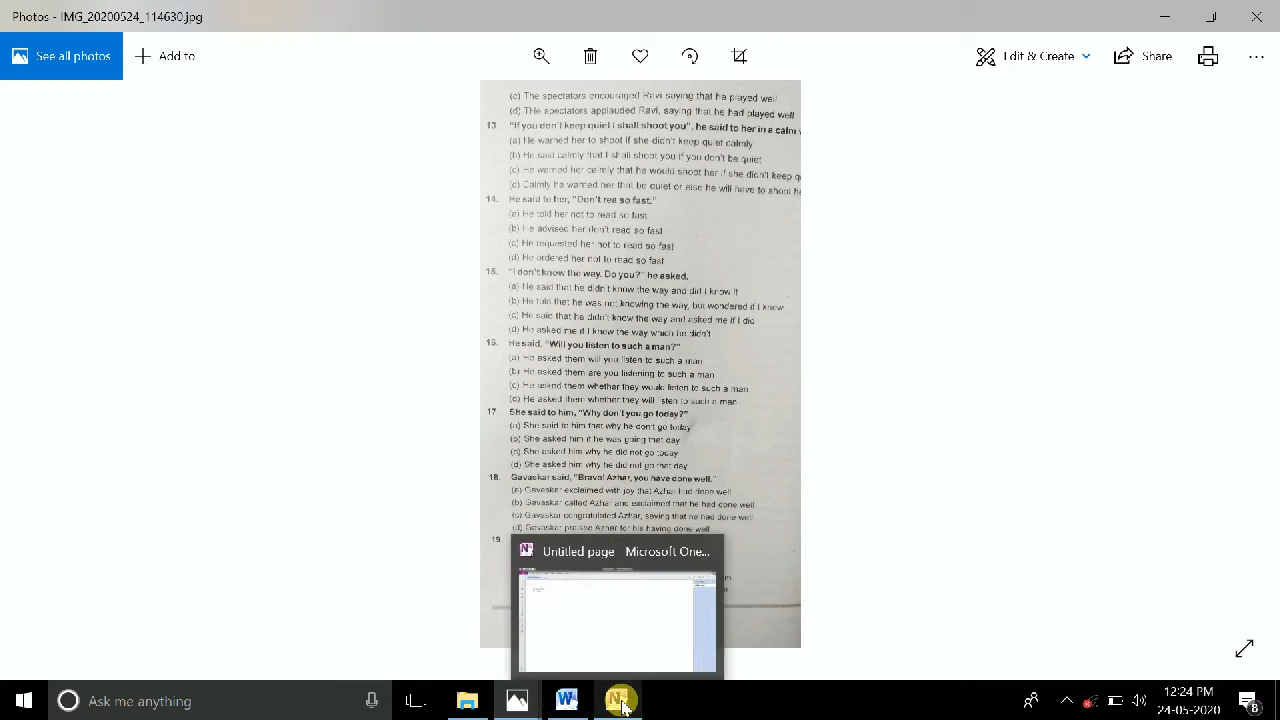 Photos - IMG_20200524_114630.jpg
See all photos
Add to
Edit & Create
Share
(c) The spectators encouraged Ravi saying that he played well
(d) THe spectators applauded Ravi, saying that he had played well
13. "If you don't keep quiet I shall shoot you", he said to her in a calm
(a) He warned her to shoot if she didn't keep quiet calmly
(b) He said calmly that I shall shoot you if you don't be quiet
(c) He warned her calmly that he would shoot her if she didn't keep
(d) Calmly he warned her that be quiet or else he will have to shoot
14. He said to her, "Don't rea so fast."
(a) He told her not to read so fast
(b) He advised her don't read so fast
(c) He requested her not to read so fast
(d) He ordered her not to read so fast
15. "I don't know the way. Do you?" he asked.
(a) He said that he didn't know the way and did I know it
(b) He told that he was not knowing the way, but wondered if I knew
(c) He said that he didn't know the way and asked me if I did
(d) He asked me if I knew the way which he didn't
16. He said, "Will you listen to such a man?"
(a) He asked them will you listen to such a man
(b) He asked them are you listening to such a man
(c) He asked them whether they would listen to such a man
(d) He asked them whether they will listen to such a man
17 She said to him, "Why don't you go today?"
(a) She said to him that why he don't go today
(b) She asked him if he was going that day
(c) She asked him why he did not go today
(d) She asked him why he did not go that day
18. Gavaskar said, "Bravo! Azhar, you have done well."
(a) Gavaskar exclaimed with joy that Azhar had done well
(b) Gavaskar called Azhar and exclaimed that he had done well
(c) Gavaskar congratulated Azhar, saying that he had done well
(d) Gavaskar praised Azhar for his having done well
19
Untitled page - Microsoft One...
Ask me anything
12:24 PM
24-05-2020
8